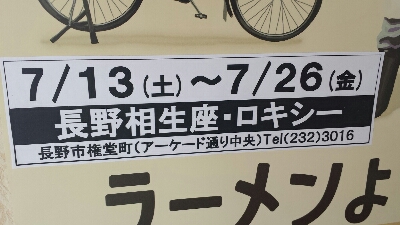 7/13(土)～7/26(金)
長野相生座・ロキシー
長野市権堂町(アーケード通り中央)Tel(232)3016
ラーメンよ